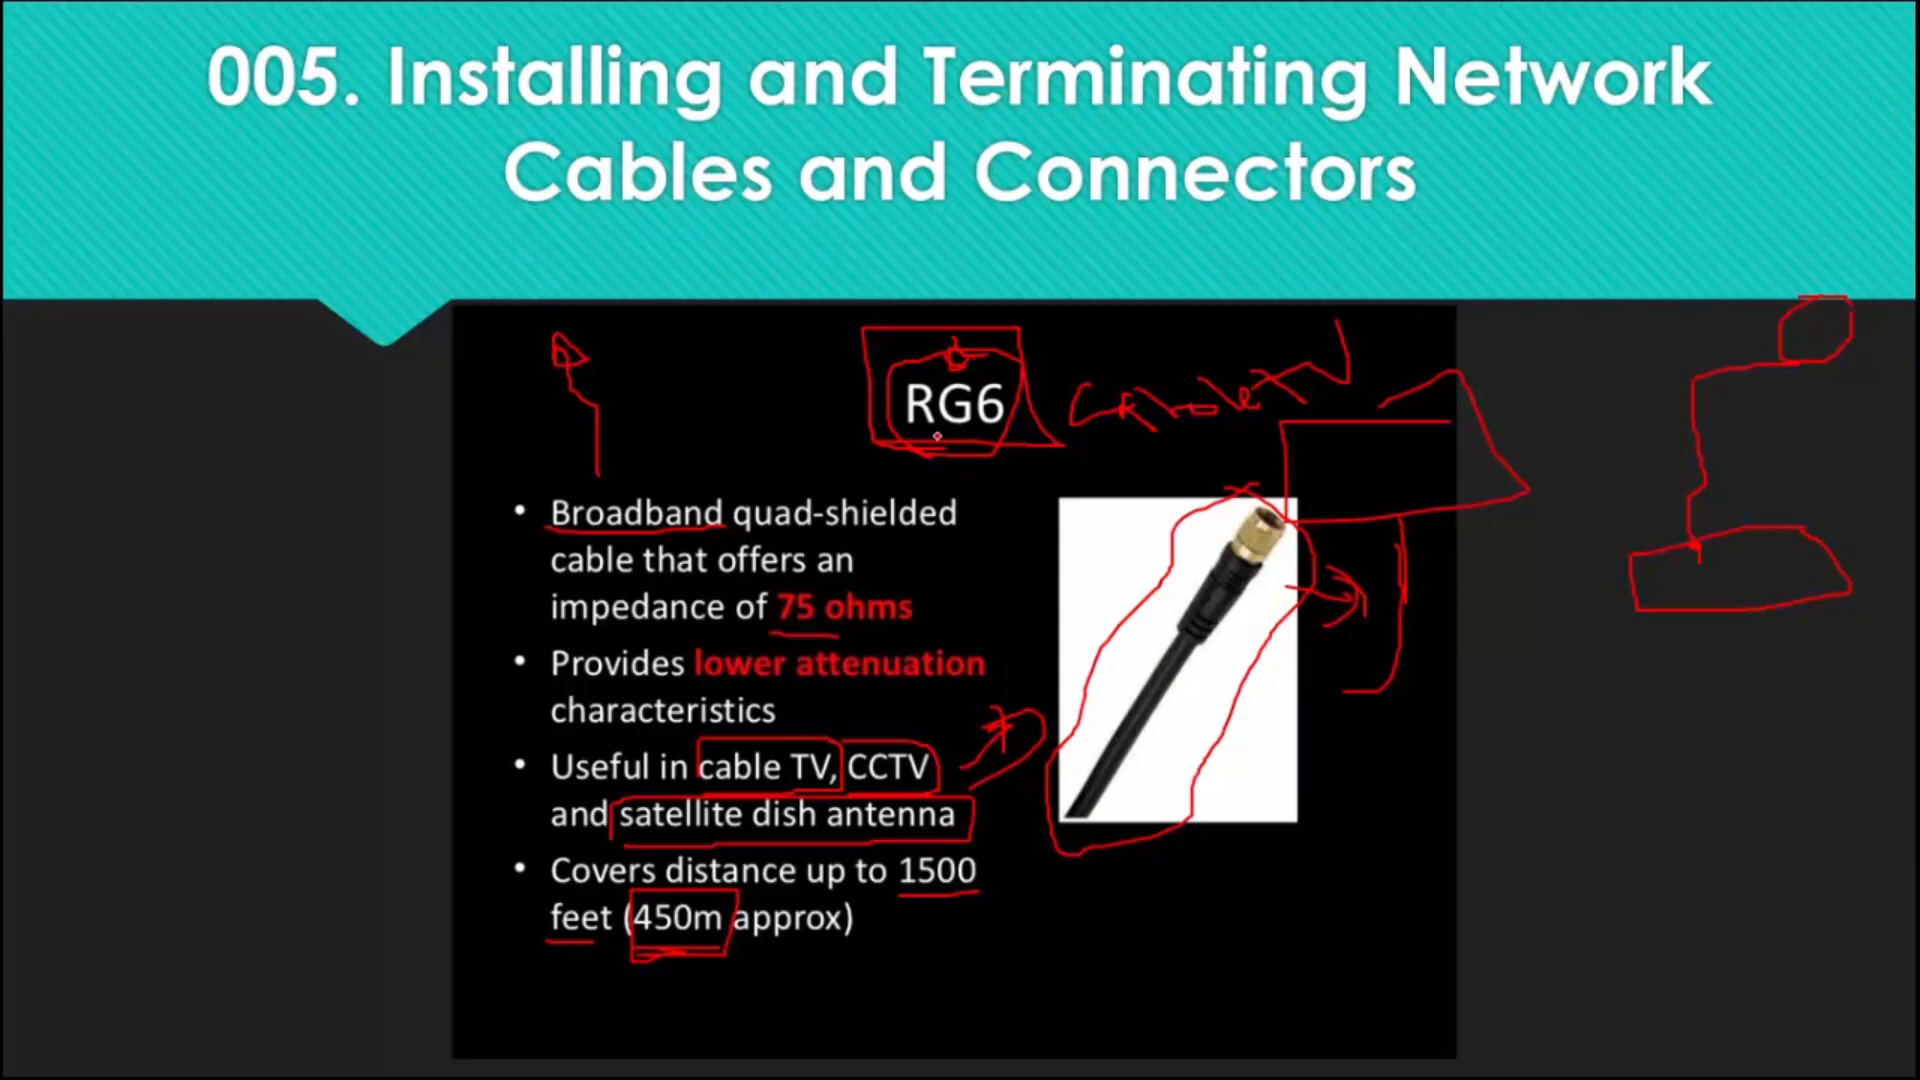 005. Installing and Terminating Network
Cables and Connectors
RG6
• Broadband quad-shielded
cable that offers an
impedance of 75 ohms
• Provides lower attenuation
characteristics
• Useful in cable TV, CCTV
and satellite dish antenna
• Covers distance up to 1500
feet (450m approx)